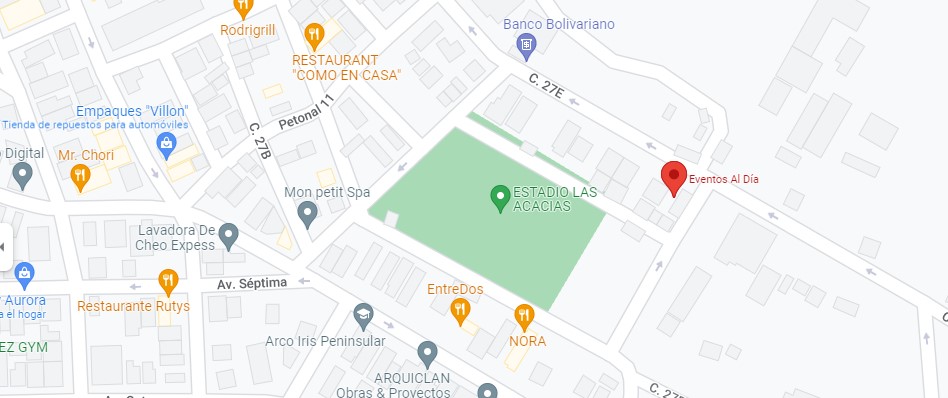 Banco Bolivariano
Rodrigrill
RESTAURANT
"COMO EN CASA"
C. 27E
Petonal 11
Empaques "Villon"
Tienda de repuestos para automóviles
C. 27B
Digital
Mr. Chori
Eventos Al Día
Mon petit Spa
ESTADIO LAS
ACACIAS
Lavadora De
Cheo Expess
Av. Séptima
EntreDos
Aurora
a el hogar
Restaurante Rutys
Arco Iris Peninsular
NORA
EZ GYM
ARQUICLAN
Obras & Proyectos